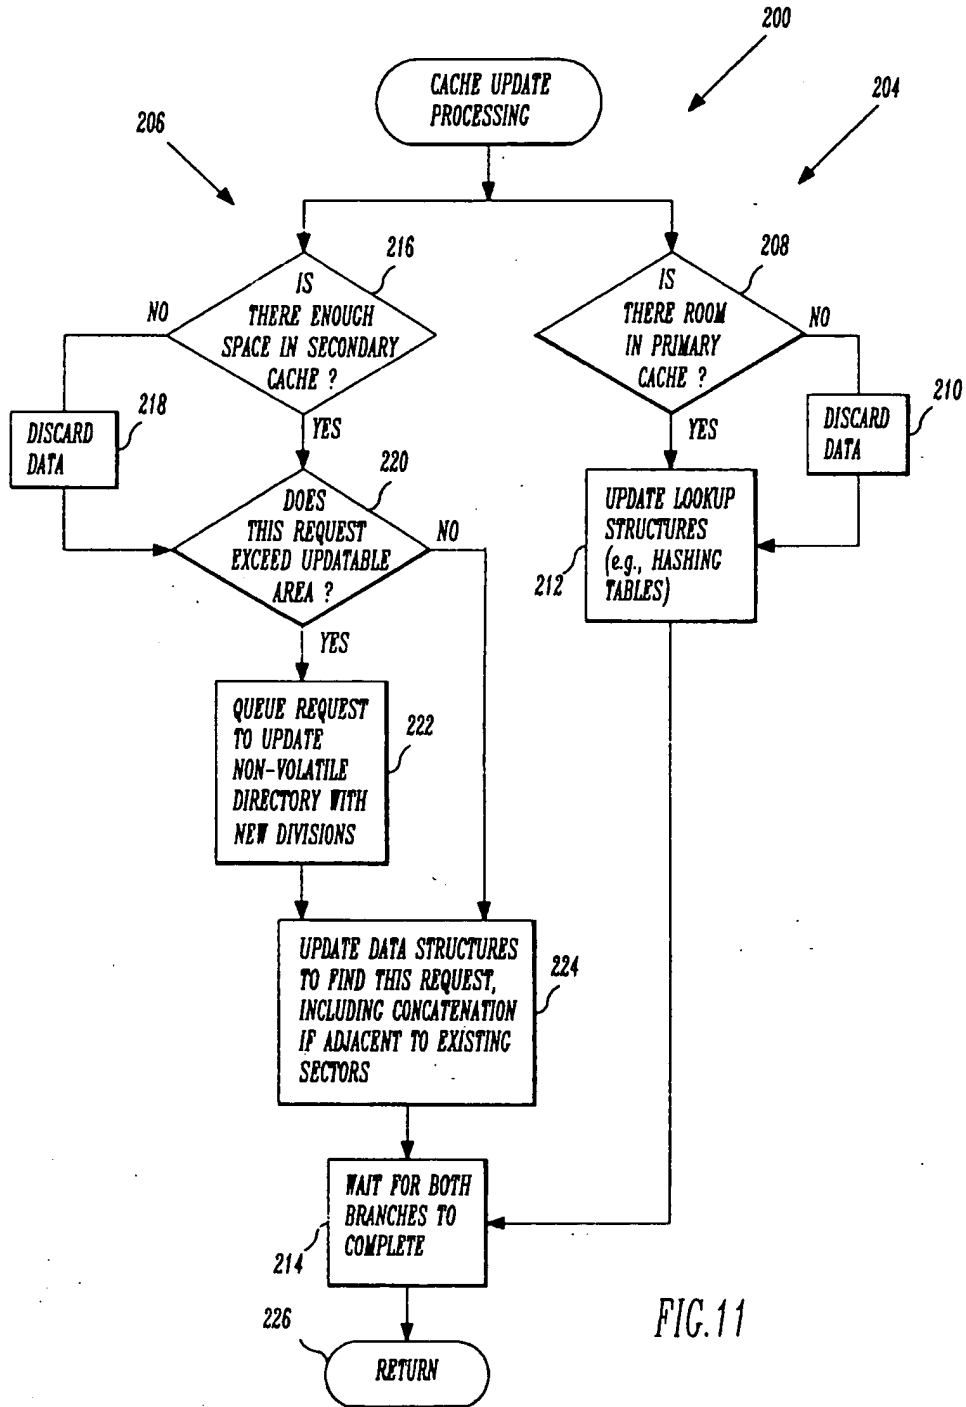 200
CACHE UPDATE
PROCESSING
204
206
216
208
IS
THERE ENOUGH
SPACE IN SECONDARY
CACHE ?
NO
YES
IS
THERE ROOM
IN PRIMARY
CACHE ?
NO
YES
218
DISCARD
DATA
210
DISCARD
DATA
220
DOES
THIS REQUEST
EXCEED UPDATABLE
AREA ?
NO
YES
UPDATE LOOKUP
STRUCTURES
(e.g., HASHING
TABLES)
212
QUEUE REQUEST
TO UPDATE
NON-VOLATILE
DIRECTORY WITH
NEW DIVISIONS
222
UPDATE DATA STRUCTURES
TO FIND THIS REQUEST,
INCLUDING CONCATENATION
IF ADJACENT TO EXISTING
SECTORS
224
WAIT FOR BOTH
BRANCHES TO
COMPLETE
214
226
RETURN
FIG.11